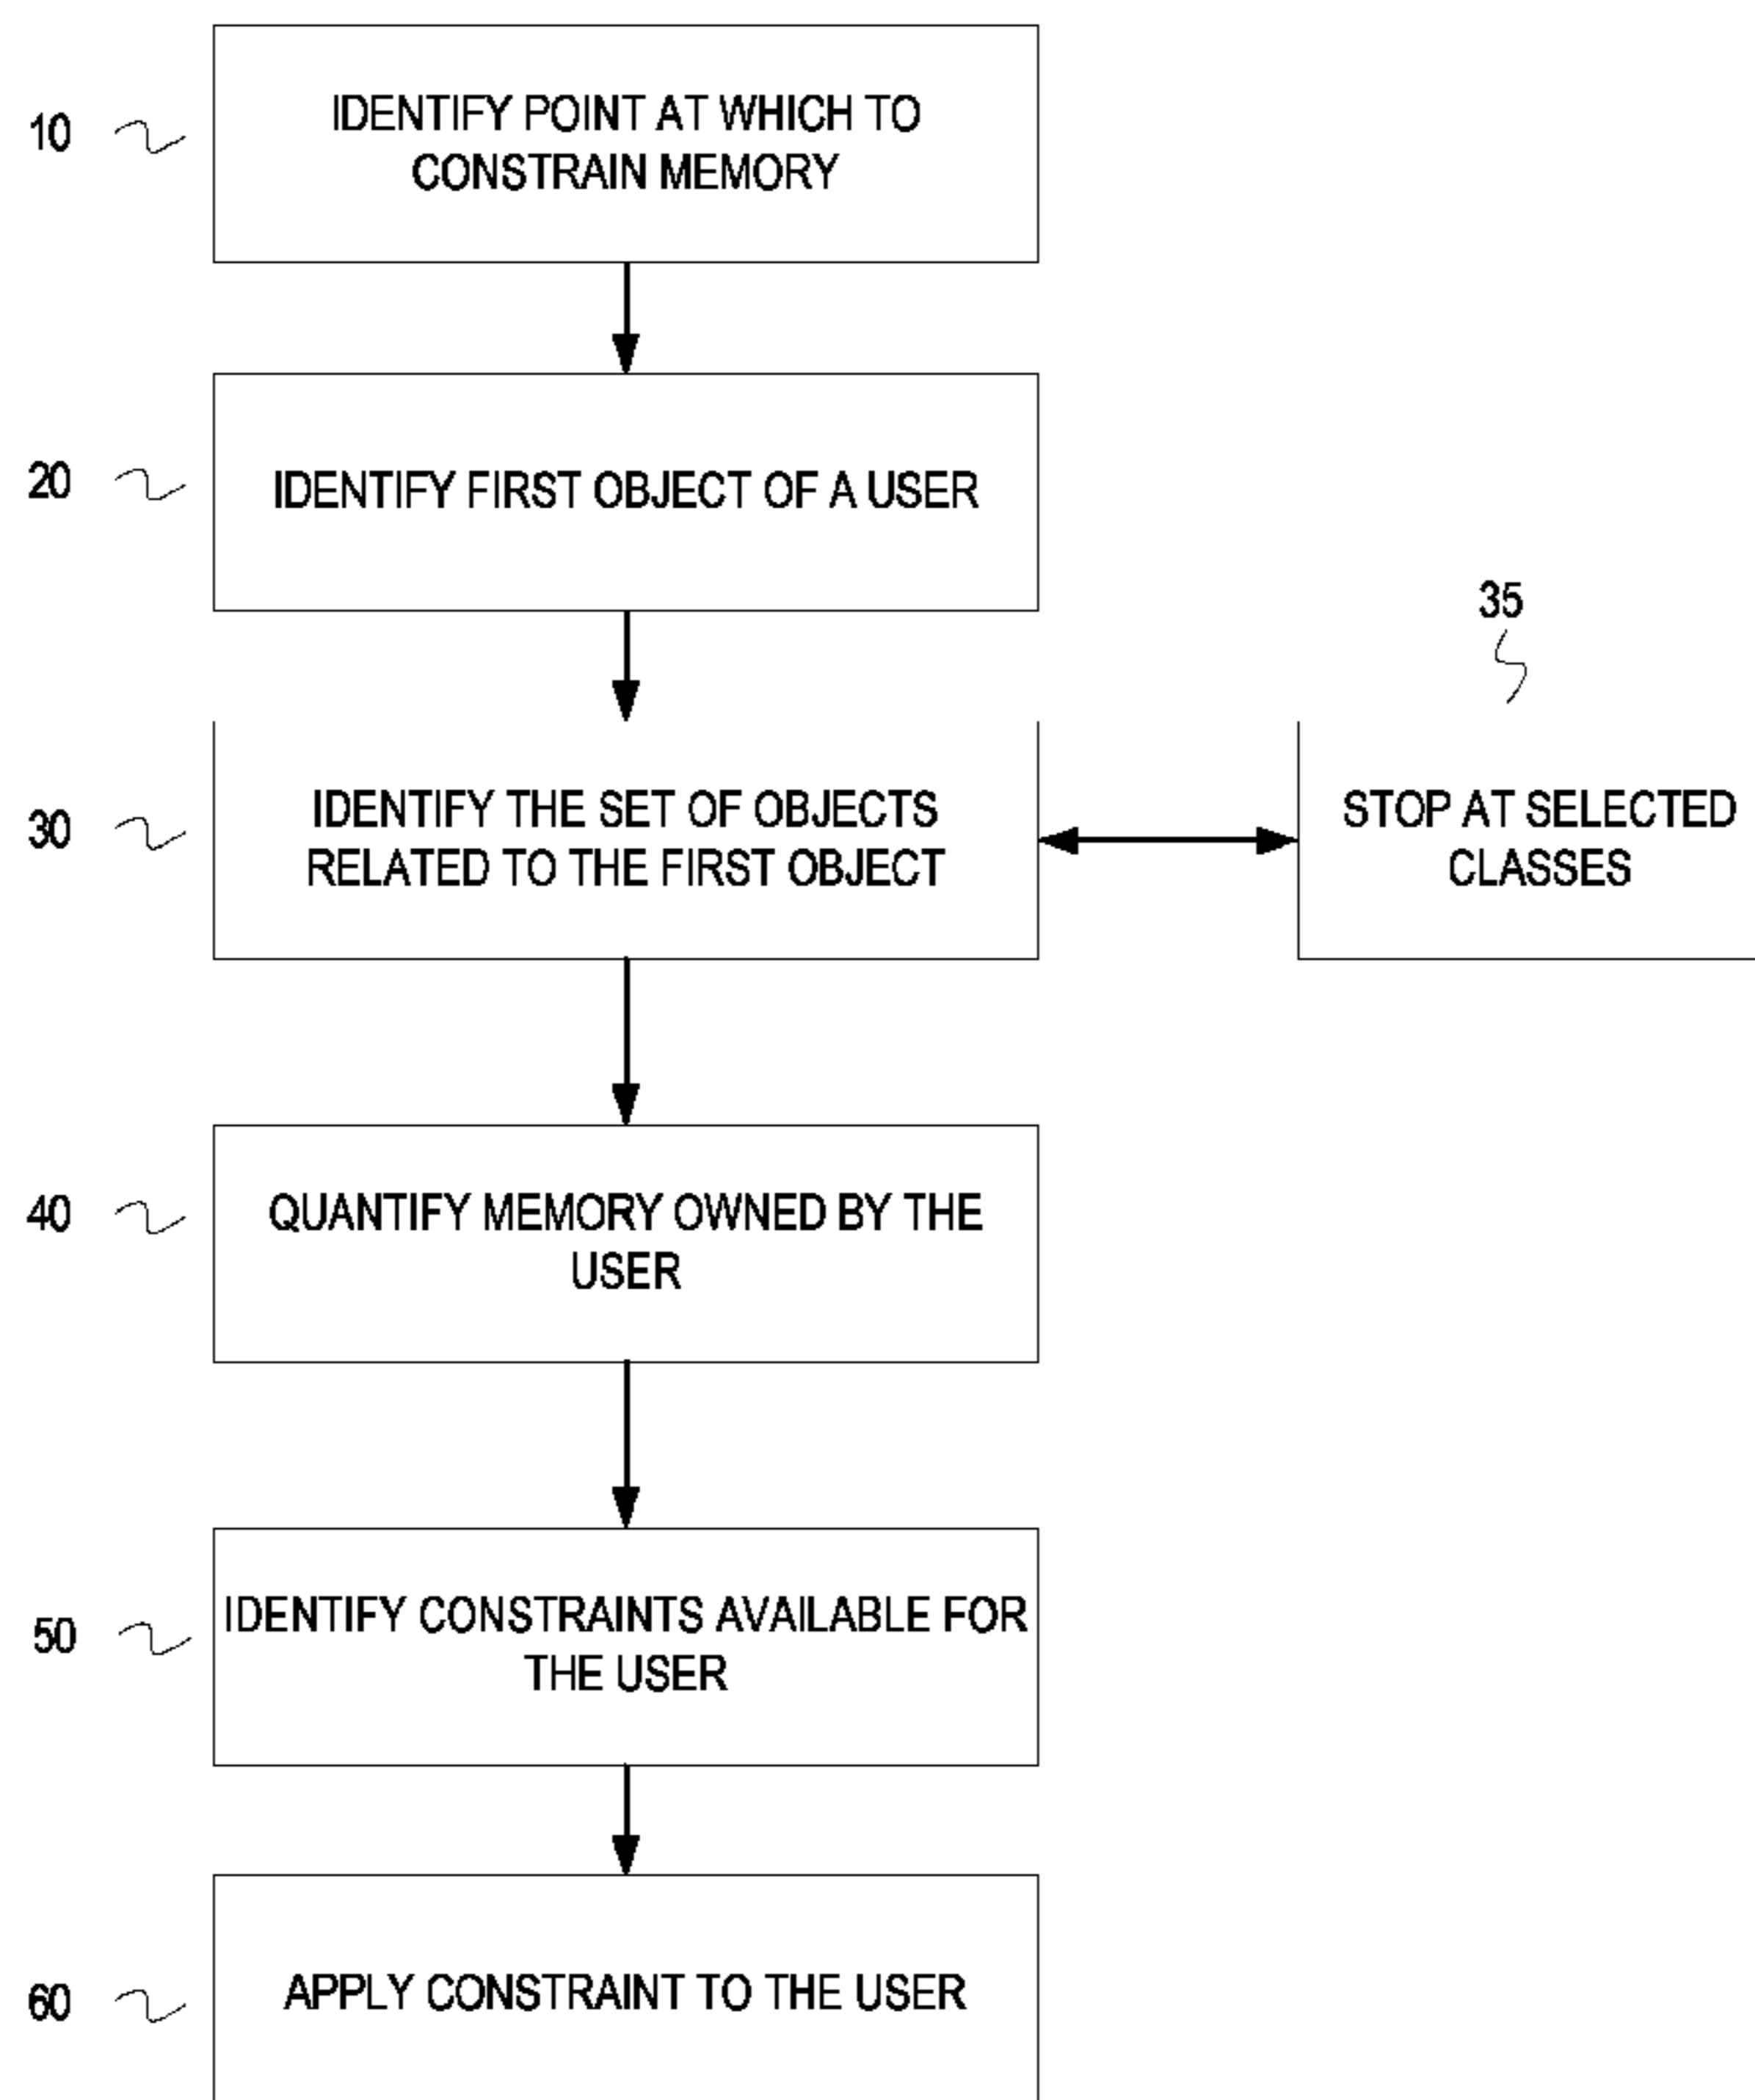 10
IDENTIFY POINT AT WHICH TO
CONSTRAIN MEMORY
20
IDENTIFY FIRST OBJECT OF A USER
35
30
IDENTIFY THE SET OF OBJECTS
RELATED TO THE FIRST OBJECT
STOP AT SELECTED
CLASSES
40
QUANTIFY MEMORY OWNED BY THE
USER
50
IDENTIFY CONSTRAINTS AVAILABLE FOR
THE USER
60
APPLY CONSTRAINT TO THE USER